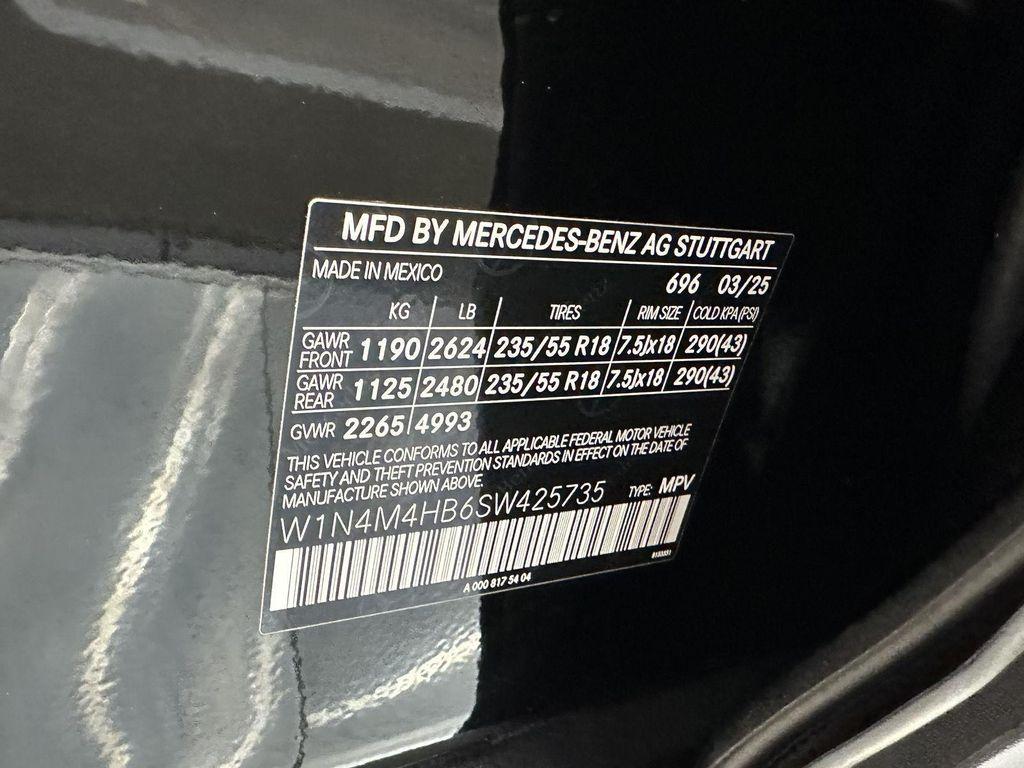 MFD BY MERCEDES-BENZ AG STUTTGART
MADE IN MEXICO 696 03/25
KG LB TIRES RIM SIZE COLD KPA (PSI)
GAWR FRONT 1190 2624 235/55 R18 7.5Jx18 290(43)
GAWR REAR 1125 2480 235/55 R18 7.5Jx18 290(43)
GVWR 2265 4993
THIS VEHICLE CONFORMS TO ALL APPLICABLE FEDERAL MOTOR VEHICLE
SAFETY AND THEFT PREVENTION STANDARDS IN EFFECT ON THE DATE OF
MANUFACTURE SHOWN ABOVE.
W1N4M4HB6SW425735 TYPE: MPV
A 000 817 54 04